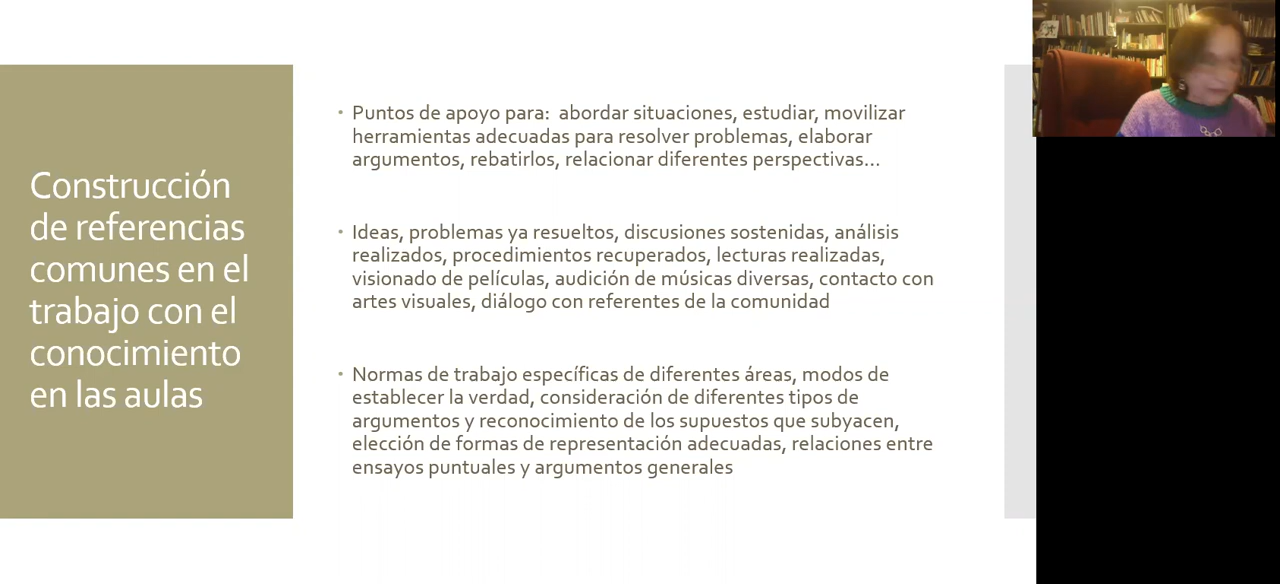 Construcción
de referencias
comunes en el
trabajo con el
conocimiento
en las aulas
• Puntos de apoyo para:  abordar situaciones, estudiar, movilizar
herramientas adecuadas para resolver problemas, elaborar
argumentos, rebatirlos, relacionar diferentes perspectivas…
• Ideas, problemas ya resueltos, discusiones sostenidas, análisis
realizados, procedimientos recuperados, lecturas realizadas,
visionado de películas, audición de músicas diversas, contacto con
artes visuales, diálogo con referentes de la comunidad
• Normas de trabajo específicas de diferentes áreas, modos de
establecer la verdad, consideración de diferentes tipos de
argumentos y reconocimiento de los supuestos que subyacen,
elección de formas de representación adecuadas, relaciones entre
ensayos puntuales y argumentos generales